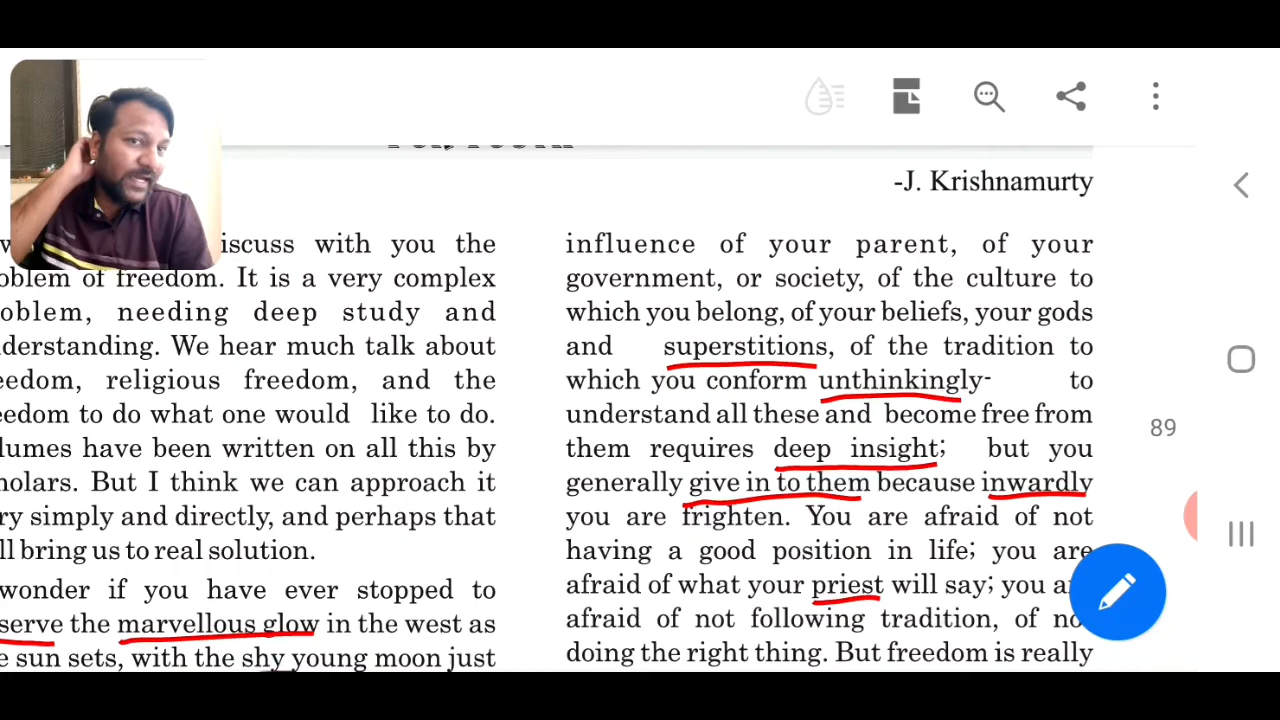 -J. Krishnamurty
iscuss with you the
oblem of freedom. It is a very complex
oblem, needing deep study and
derstanding. We hear much talk about
eedom, religious freedom, and the
eedom to do what one would like to do.
lumes have been written on all this by
holars. But I think we can approach it
ry simply and directly, and perhaps that
ll bring us to real solution.
wonder if you have ever stopped to
serve the marvellous glow in the west as
e sun sets, with the shy young moon just
influence of your parent, of your
government, or society, of the culture to
which you belong, of your beliefs, your gods
and superstitions, of the tradition to
which you conform unthinkingly- to
understand all these and become free from
them requires deep insight; but you
generally give in to them because inwardly
you are frighten. You are afraid of not
having a good position in life; you are
afraid of what your priest will say; you a
afraid of not following tradition, of no
doing the right thing. But freedom is really
89